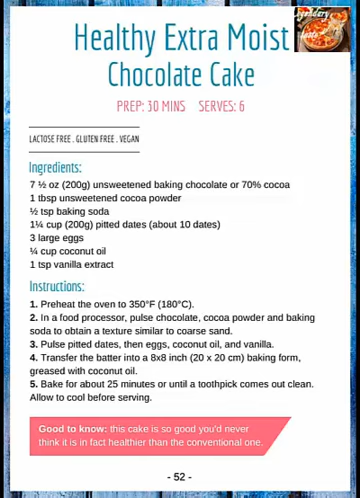 Legendary
taste
Healthy Extra Moist
Chocolate Cake
PREP: 30 MINS SERVES: 6
LACTOSE FREE . GLUTEN FREE . VEGAN
Ingredients:
7 ½ oz (200g) unsweetened baking chocolate or 70% cocoa
1 tbsp unsweetened cocoa powder
½ tsp baking soda
1¼ cup (200g) pitted dates (about 10 dates)
3 large eggs
¼ cup coconut oil
1 tsp vanilla extract
Instructions:
1. Preheat the oven to 350°F (180°C).
2. In a food processor, pulse chocolate, cocoa powder and baking
soda to obtain a texture similar to coarse sand.
3. Pulse pitted dates, then eggs, coconut oil, and vanilla.
4. Transfer the batter into a 8x8 inch (20 x 20 cm) baking form,
greased with coconut oil.
5. Bake for about 25 minutes or until a toothpick comes out clean.
Allow to cool before serving.
Good to know: this cake is so good you'd never
think it is in fact healthier than the conventional one.
- 52 -